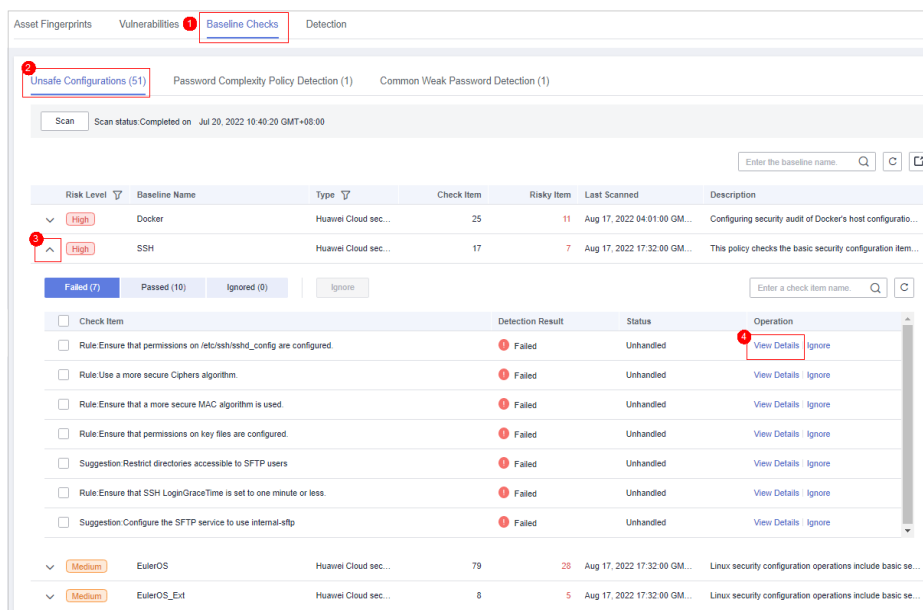 Asset Fingerprints Vulnerabilities 1 Baseline Checks Detection
2
Unsafe Configurations (51) Password Complexity Policy Detection (1) Common Weak Password Detection (1)
Scan Scan status:Completed on Jul 20, 2022 10:40:20 GMT+08:00
Enter the baseline name.
Risk Level Baseline Name Type Check Item Risky Item Last Scanned Description
High Docker Huawei Cloud sec... 25 11 Aug 17, 2022 04:01:00 GM... Configuring security audit of Docker's host configuratio...
3
High SSH Huawei Cloud sec... 17 7 Aug 17, 2022 17:32:00 GM... This policy checks the basic security configuration item...
Failed (7) Passed (10) Ignored (0) Ignore Enter a check item name.
Check Item Detection Result Status Operation
4
Rule:Ensure that permissions on /etc/ssh/sshd_config are configured. Failed Unhandled View Details Ignore
Rule:Use a more secure Ciphers algorithm. Failed Unhandled View Details Ignore
Rule:Ensure that a more secure MAC algorithm is used. Failed Unhandled View Details Ignore
Rule:Ensure that permissions on key files are configured. Failed Unhandled View Details Ignore
Suggestion:Restrict directories accessible to SFTP users Failed Unhandled View Details Ignore
Rule:Ensure that SSH LoginGraceTime is set to one minute or less. Failed Unhandled View Details Ignore
Suggestion:Configure the SFTP service to use internal-sftp Failed Unhandled View Details Ignore
Medium EulerOS Huawei Cloud sec... 79 28 Aug 17, 2022 17:32:00 GM... Linux security configuration operations include basic se...
Medium EulerOS_Ext Huawei Cloud sec... 8 5 Aug 17, 2022 17:32:00 GM... Linux security configuration operations include basic se...